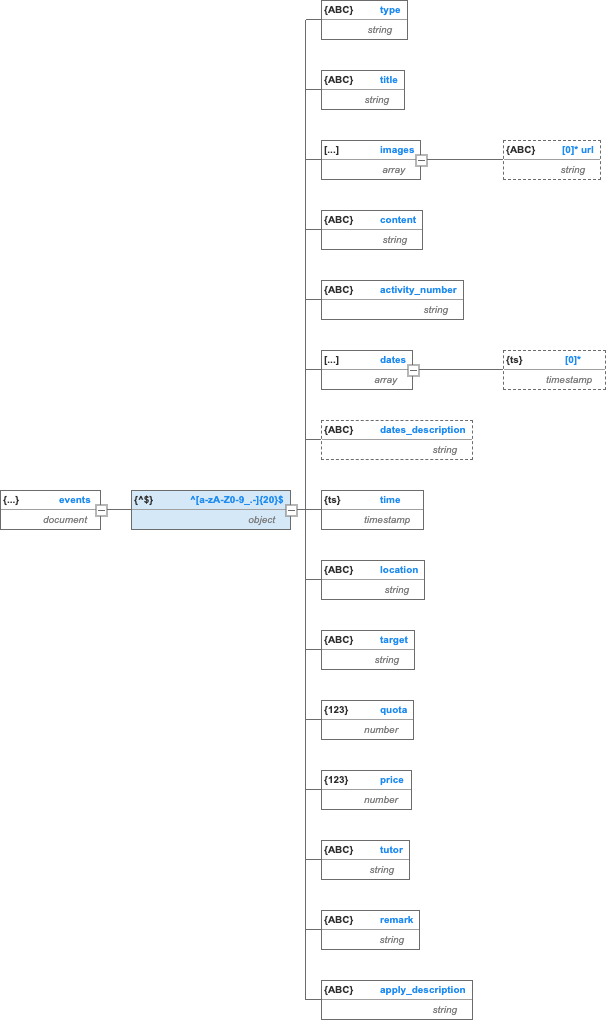 {ABC} type
string
{ABC} title
string
[...] images
array
{ABC} [0]* url
string
{ABC} content
string
{ABC} activity_number
string
[...] dates
array
{ts} [0]*
timestamp
{ABC} dates_description
string
{...} events
document
{^$} ^[a-zA-Z0-9_.-]{20}$
object
{ts} time
timestamp
{ABC} location
string
{ABC} target
string
{123} quota
number
{123} price
number
{ABC} tutor
string
{ABC} remark
string
{ABC} apply_description
string